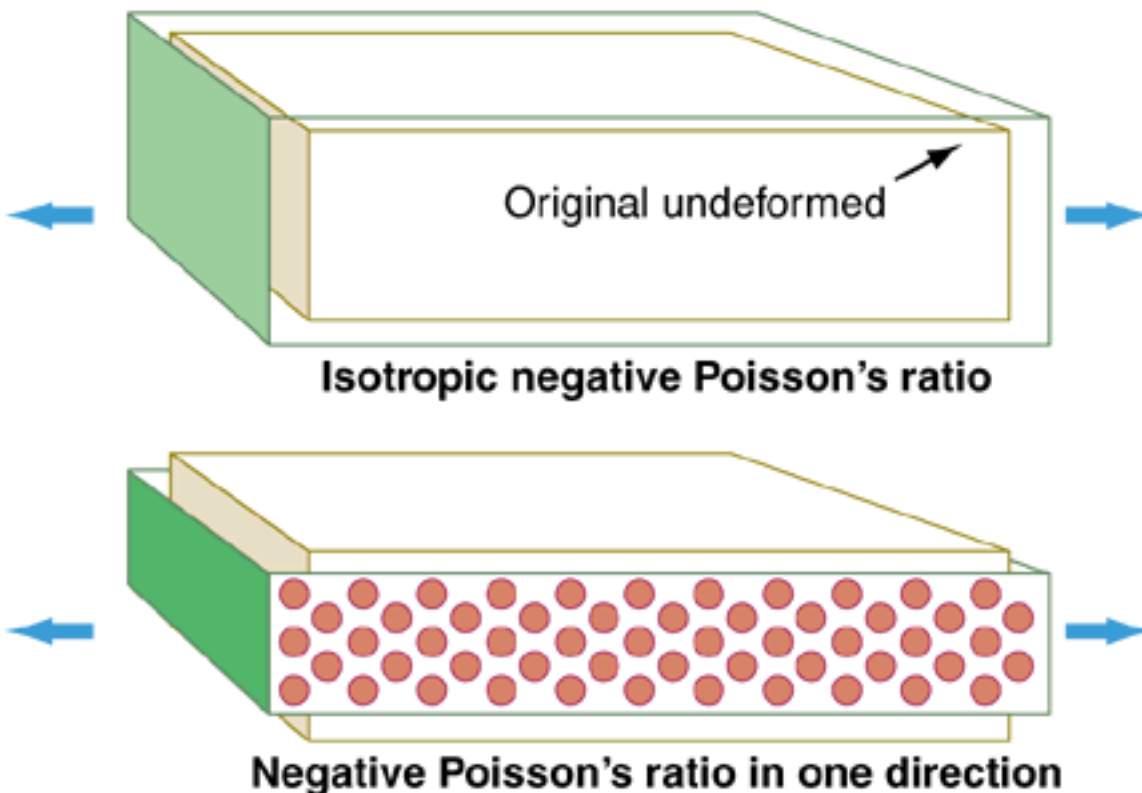 Original undeformed
Isotropic negative Poisson's ratio
Negative Poisson's ratio in one direction